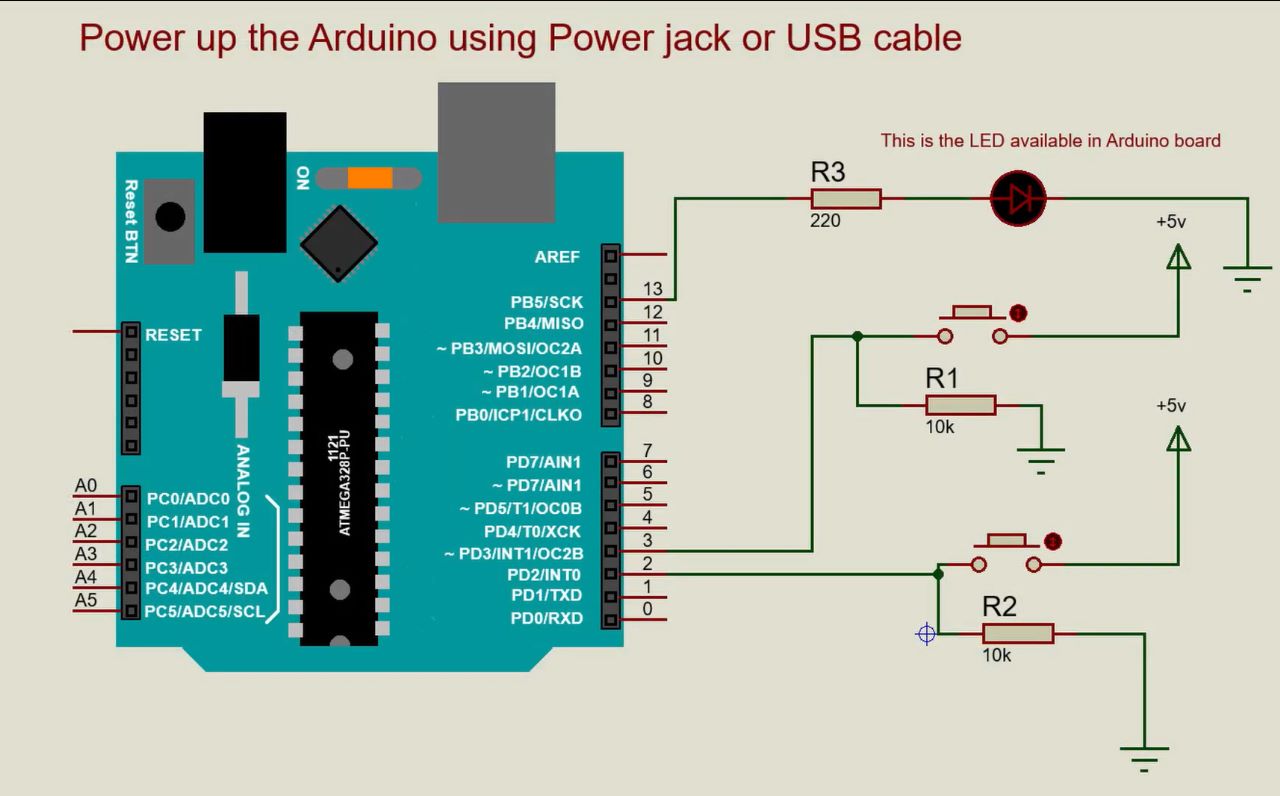 Power up the Arduino using Power jack or USB cable
This is the LED available in Arduino board
R3
220
+5v
ON
Reset BTN
AREF
PB5/SCK 13
PB4/MISO 12
~ PB3/MOSI/OC2A 11
~ PB2/OC1B 10
~ PB1/OC1A 9
PB0/ICP1/CLKO 8
RESET
R1
10k
+5v
1121
ATMEGA328P-PU
ANALOG IN
PD7/AIN1 7
~ PD7/AIN1 6
~ PD5/T1/OC0B 5
PD4/T0/XCK 4
~ PD3/INT1/OC2B 3
PD2/INT0 2
PD1/TXD 1
PD0/RXD 0
A0 PC0/ADC0
A1 PC1/ADC1
A2 PC2/ADC2
A3 PC3/ADC3
A4 PC4/ADC4/SDA
A5 PC5/ADC5/SCL
R2
10k